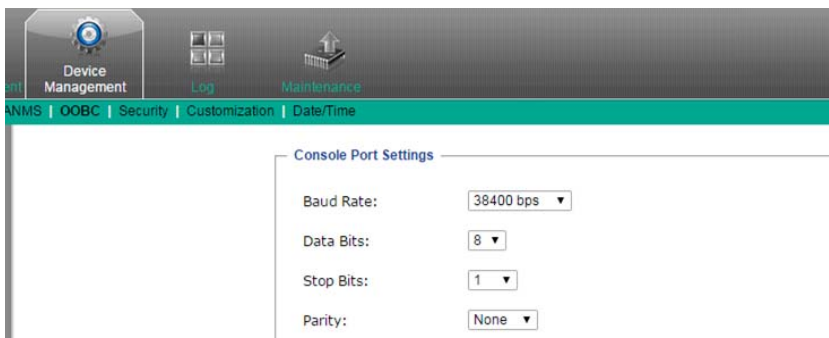 Device
Management
Log
Maintenance
ANMS | OOBC | Security | Customization | Date/Time
Console Port Settings
Baud Rate: 38400 bps
Data Bits: 8
Stop Bits: 1
Parity: None